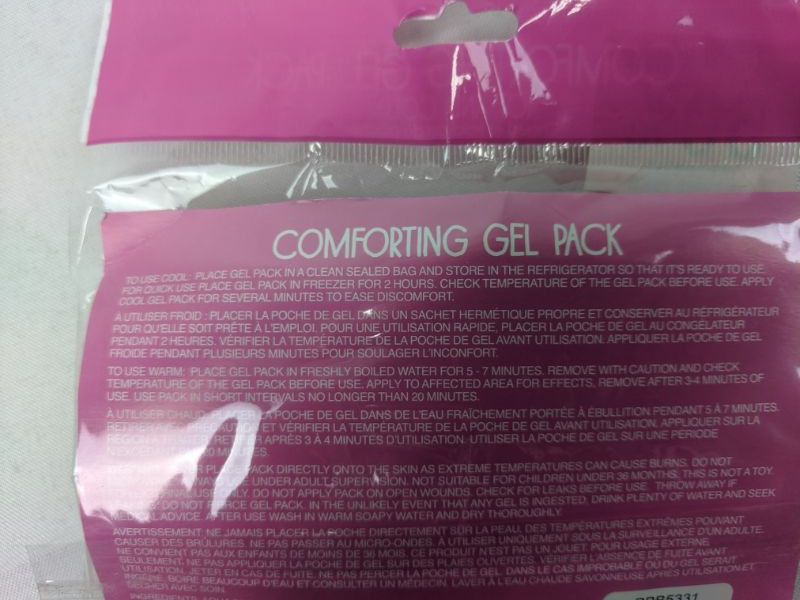 COMFORTING GEL PACK
TO USE COOL: PLACE GEL PACK IN A CLEAN SEALED BAG AND STORE IN THE REFRIGERATOR SO THAT IT'S READY TO USE.
FOR QUICK USE PLACE GEL PACK IN FREEZER FOR 2 HOURS. CHECK TEMPERATURE OF THE GEL PACK BEFORE USE. APPLY
COOL GEL PACK FOR SEVERAL MINUTES TO EASE DISCOMFORT.
À UTILISER FROID : PLACER LA POCHE DE GEL DANS UN SACHET HERMÉTIQUE PROPRE ET CONSERVER AU RÉFRIGÉRATEUR
POUR QU'ELLE SOIT PRÊTE À L'EMPLOI. POUR UNE UTILISATION RAPIDE, PLACER LA POCHE DE GEL AU CONGÉLATEUR
PENDANT 2 HEURES. VÉRIFIER LA TEMPÉRATURE DE LA POCHE DE GEL AVANT UTILISATION. APPLIQUER LA POCHE DE GEL
FROIDE PENDANT PLUSIEURS MINUTES POUR SOULAGER L'INCONFORT.
TO USE WARM: PLACE GEL PACK IN FRESHLY BOILED WATER FOR 5 - 7 MINUTES. REMOVE WITH CAUTION AND CHECK
TEMPERATURE OF THE GEL PACK BEFORE USE. APPLY TO AFFECTED AREA FOR EFFECTS, REMOVE AFTER 3-4 MINUTES OF
USE. USE PACK IN SHORT INTERVALS NO LONGER THAN 20 MINUTES.
À UTILISER CHAUD: PLACER LA POCHE DE GEL DANS DE L'EAU FRAÎCHEMENT PORTÉE À ÉBULLITION PENDANT 5 À 7 MINUTES.
RETIRER AVEC PRÉCAUTION ET VÉRIFIER LA TEMPÉRATURE DE LA POCHE DE GEL AVANT UTILISATION. APPLIQUER SUR LA
RÉGION À TRAITER. RETIRER APRÈS 3 À 4 MINUTES D'UTILISATION. UTILISER LA POCHE DE GEL SUR UNE PÉRIODE
20 MINUTES.
PLACE PACK DIRECTLY ONTO THE SKIN AS EXTREME TEMPERATURES CAN CAUSE BURNS. DO NOT
USE UNDER ADULT SUPERVISION. NOT SUITABLE FOR CHILDREN UNDER 36 MONTHS. THIS IS NOT A TOY.
ONLY. DO NOT APPLY PACK ON OPEN WOUNDS. CHECK FOR LEAKS BEFORE USE. THROW AWAY IF
DO NOT PIERCE GEL PACK. IN THE UNLIKELY EVENT THAT ANY GEL IS INGESTED, DRINK PLENTY OF WATER AND SEEK
MEDICAL ADVICE. AFTER USE WASH IN WARM SOAPY WATER AND DRY THOROUGHLY.
AVERTISSEMENT: NE JAMAIS PLACER LA POCHE DIRECTEMENT SUR LA PEAU, DES TEMPÉRATURES EXTRÊMES POUVANT
CAUSER DES BRÛLURES. NE PAS PASSER AU MICRO-ONDES. À UTILISER UNIQUEMENT SOUS LA SURVEILLANCE D'UN ADULTE.
NE CONVIENT PAS AUX ENFANTS DE MOINS DE 36 MOIS. CE PRODUIT N'EST PAS UN JOUET. POUR USAGE EXTERNE
SEULEMENT. NE PAS APPLIQUER LA POCHE DE GEL SUR DES PLAIES OUVERTES. VÉRIFIER L'ABSENCE DE FUITE AVANT
UTILISATION. JETER EN CAS DE FUITE. NE PAS PERCER LA POCHE DE GEL. DANS LE CAS IMPROBABLE OÙ DU GEL SERAIT
INGÉRÉ, BOIRE BEAUCOUP D'EAU ET CONSULTER UN MÉDECIN. LAVER À L'EAU CHAUDE SAVONNEUSE APRÈS UTILISATION ET
SÉCHER AVEC SOIN.
INGREDIENTS: